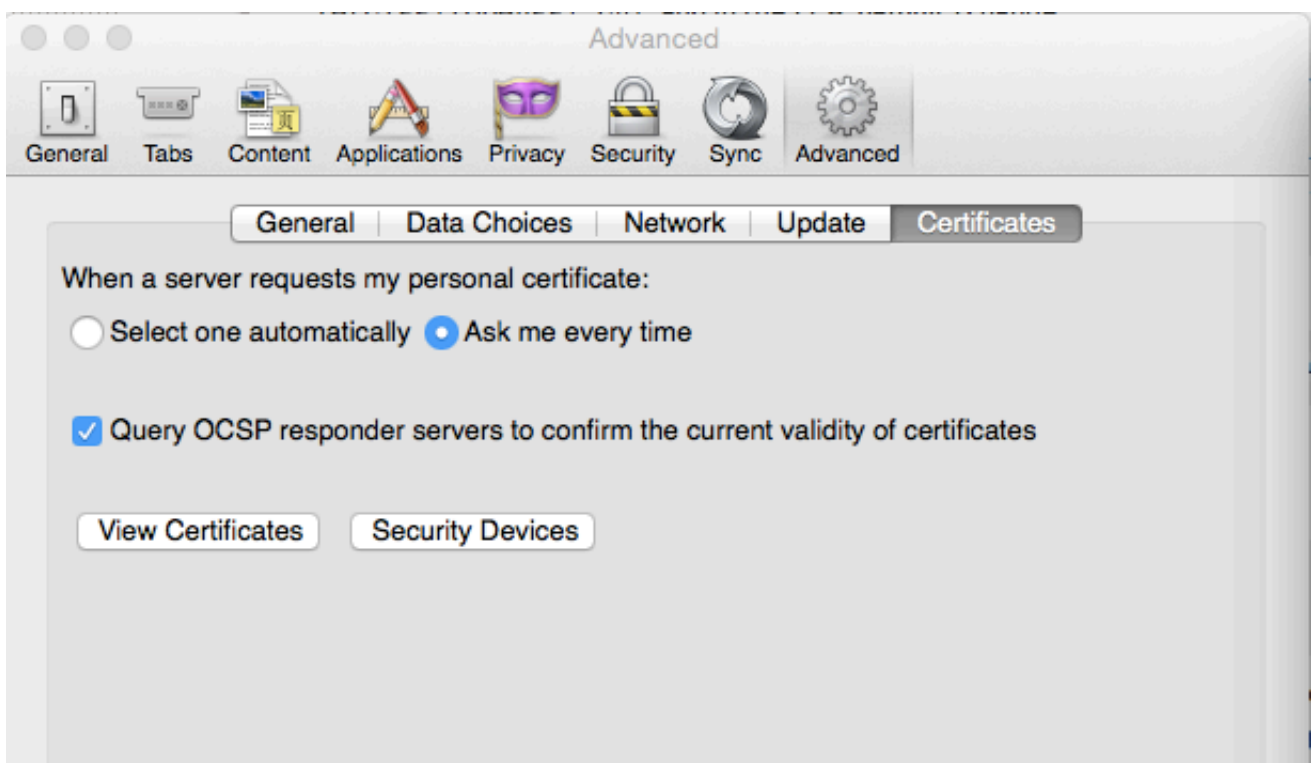 Advanced
General Tabs Content Applications Privacy Security Sync Advanced
General Data Choices Network Update Certificates
When a server requests my personal certificate:
Select one automatically Ask me every time
Query OCSP responder servers to confirm the current validity of certificates
View Certificates Security Devices